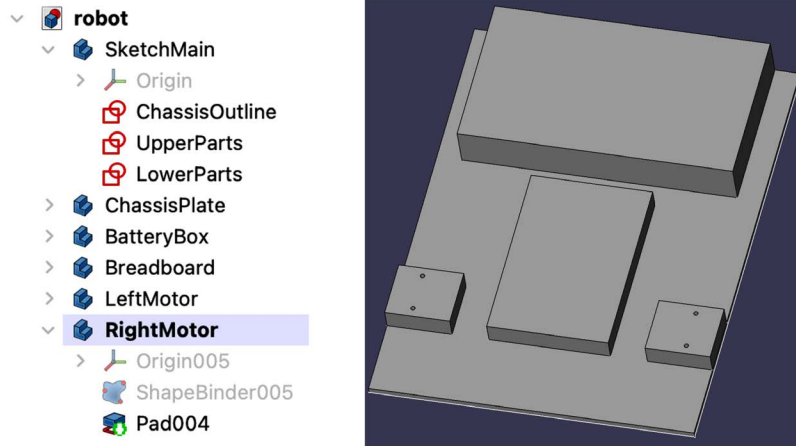 robot
SketchMain
Origin
ChassisOutline
UpperParts
LowerParts
ChassisPlate
BatteryBox
Breadboard
LeftMotor
RightMotor
Origin005
ShapeBinder005
Pad004